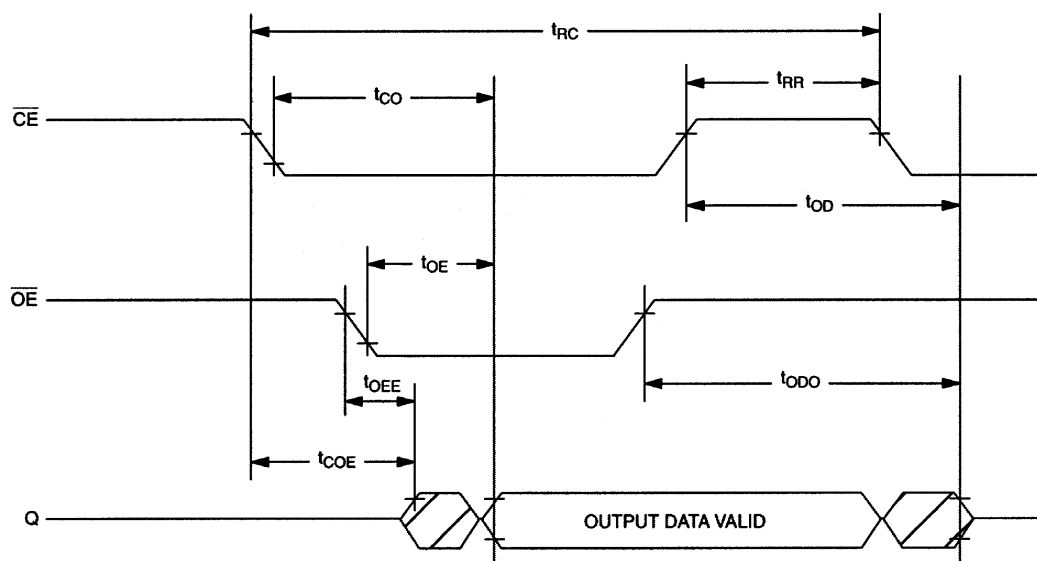 tRC
tRR
tCO
CE
tOD
tOE
OE
tODO
tOEE
tCOE
Q
OUTPUT DATA VALID